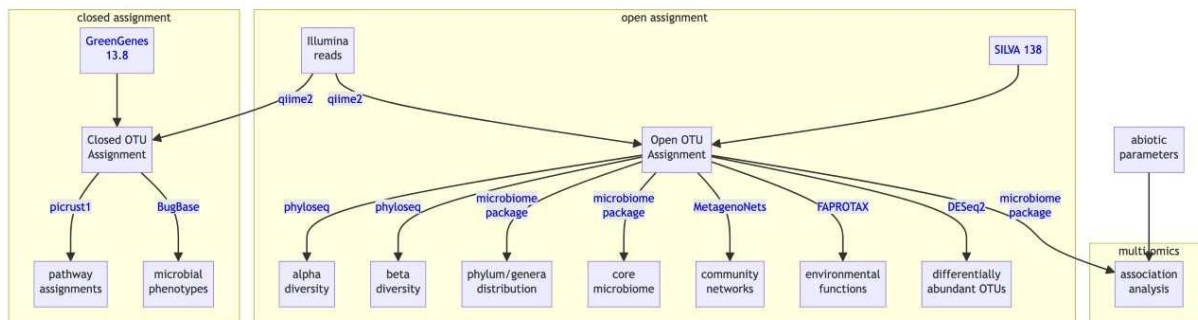 closed assignment
open assignment
GreenGenes
13.8
Illumina
reads
SILVA 138
qiime2
qiime2
Closed OTU
Assignment
Open OTU
Assignment
abiotic
parameters
picrust1
BugBase
phyloseq
phyloseq
microbiome
package
microbiome
package
MetagenoNets
FAPROTAX
DESeq2
microbiome
package
multiomics
pathway
assignments
microbial
phenotypes
alpha
diversity
beta
diversity
phylum/genera
distribution
core
microbiome
community
networks
environmental
functions
differentially
abundant OTUs
association
analysis